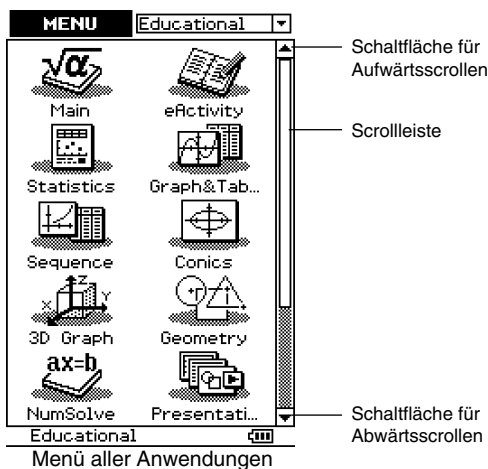 MENU Educational
Schaltfläche für
Aufwärtsscrollen
√α
Main eActivity
Scrollleiste
Statistics Graph&Tab...
Sequence Conics
Z
X Y
r
3D Graph Geometry
ax=b
NumSolve Presentati...
Schaltfläche für
Abwärtsscrollen
Educational
Menü aller Anwendungen